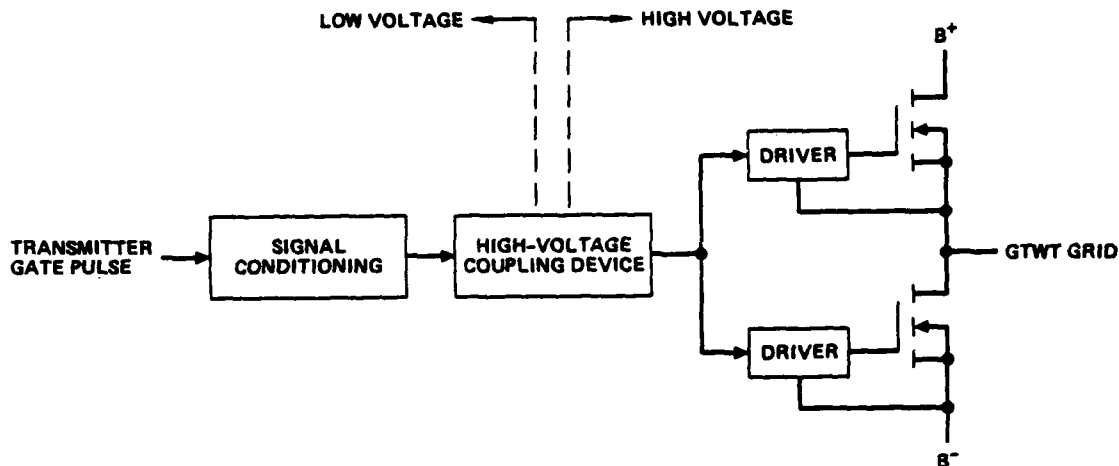 LOW VOLTAGE
HIGH VOLTAGE
B+
DRIVER
TRANSMITTER
GATE PULSE
SIGNAL
CONDITIONING
HIGH-VOLTAGE
COUPLING DEVICE
GTWT GRID
DRIVER
B-